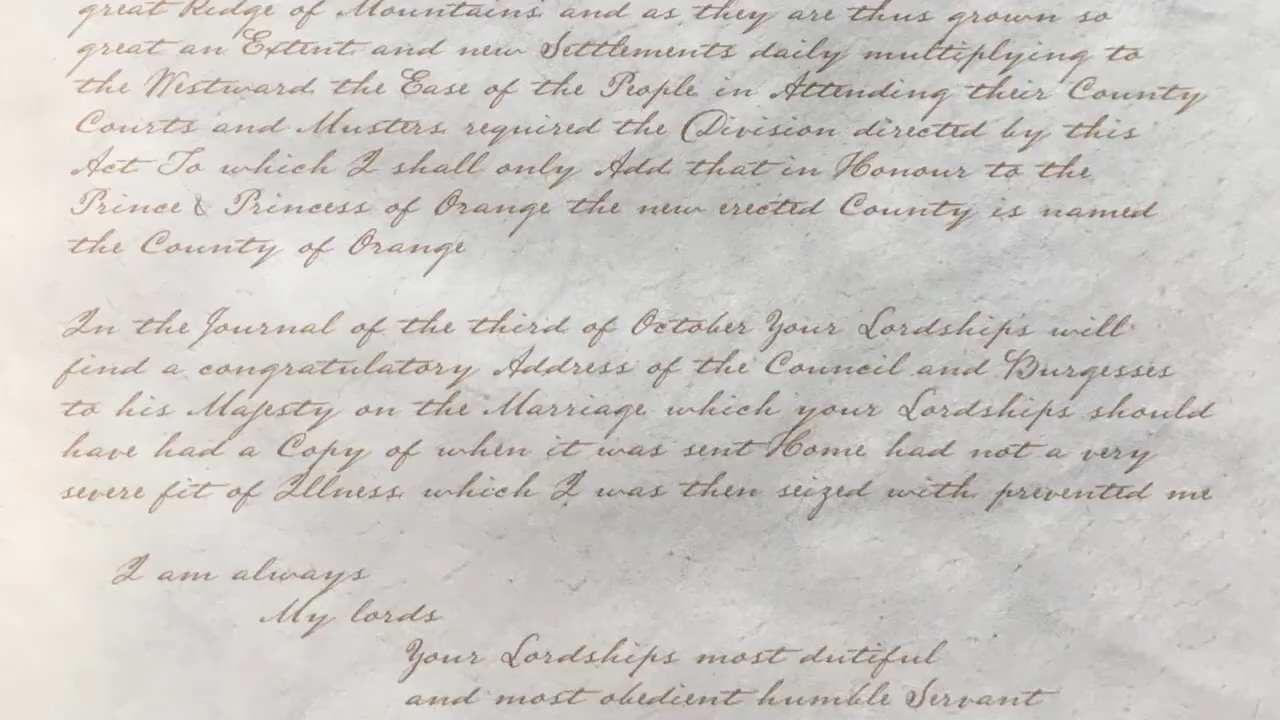 great Ridge of Mountains and as they are thus grown so
great an Extent and new Settlements daily multiplying to
the Westward the Ease of the People in Attending their County
Courts and Musters required the Division directed by this
Act To which I shall only Add that in Honour to the
Prince & Princess of Orange the new erected County is named
the County of Orange
In the Journal of the third of October Your Lordships will
find a congratulatory Address of the Council and Burgesses
to his Majesty on the Marriage which your Lordships should
have had a Copy of when it was sent Home had not a very
severe fit of Illness which I was then seized with prevented me
I am always
My lords
Your Lordships most dutiful
and most obedient humble Servant